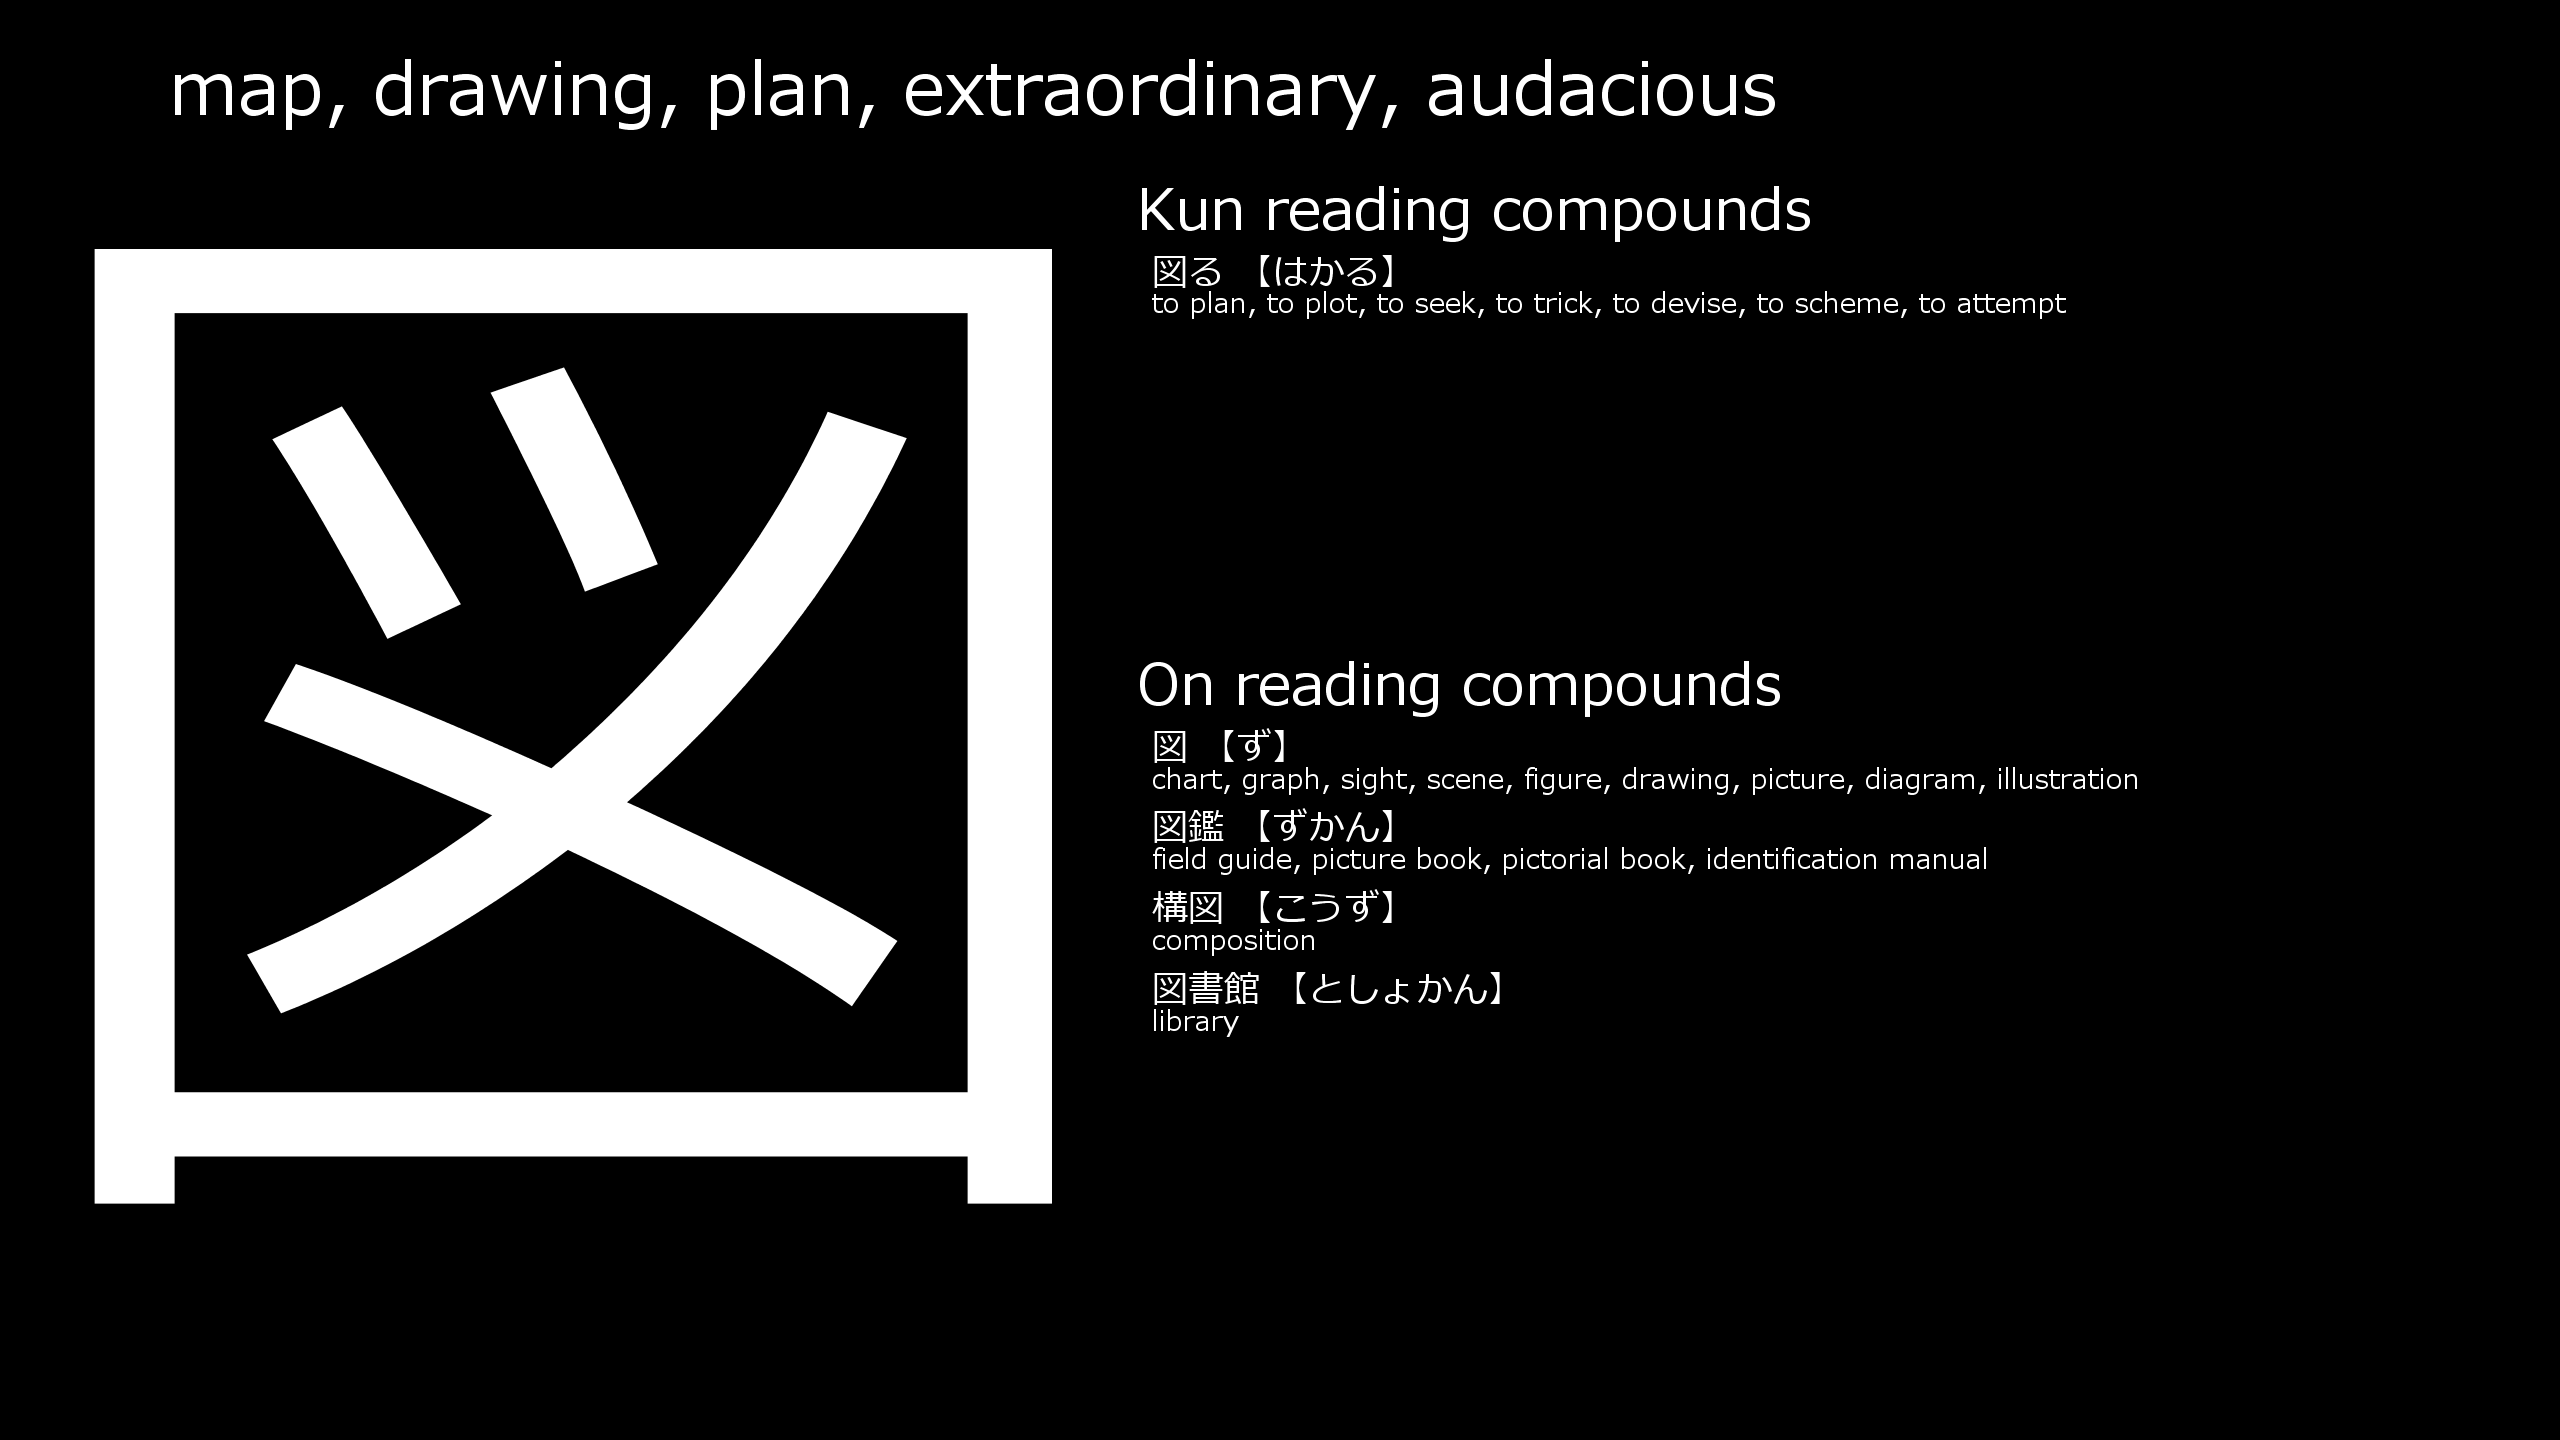 map, drawing, plan, extraordinary, audacious
図
Kun reading compounds
図る 【はかる】
to plan, to plot, to seek, to trick, to devise, to scheme, to attempt
On reading compounds
図 【ず】
chart, graph, sight, scene, figure, drawing, picture, diagram, illustration
図鑑 【ずかん】
field guide, picture book, pictorial book, identification manual
構図 【こうず】
composition
図書館 【としょかん】
library